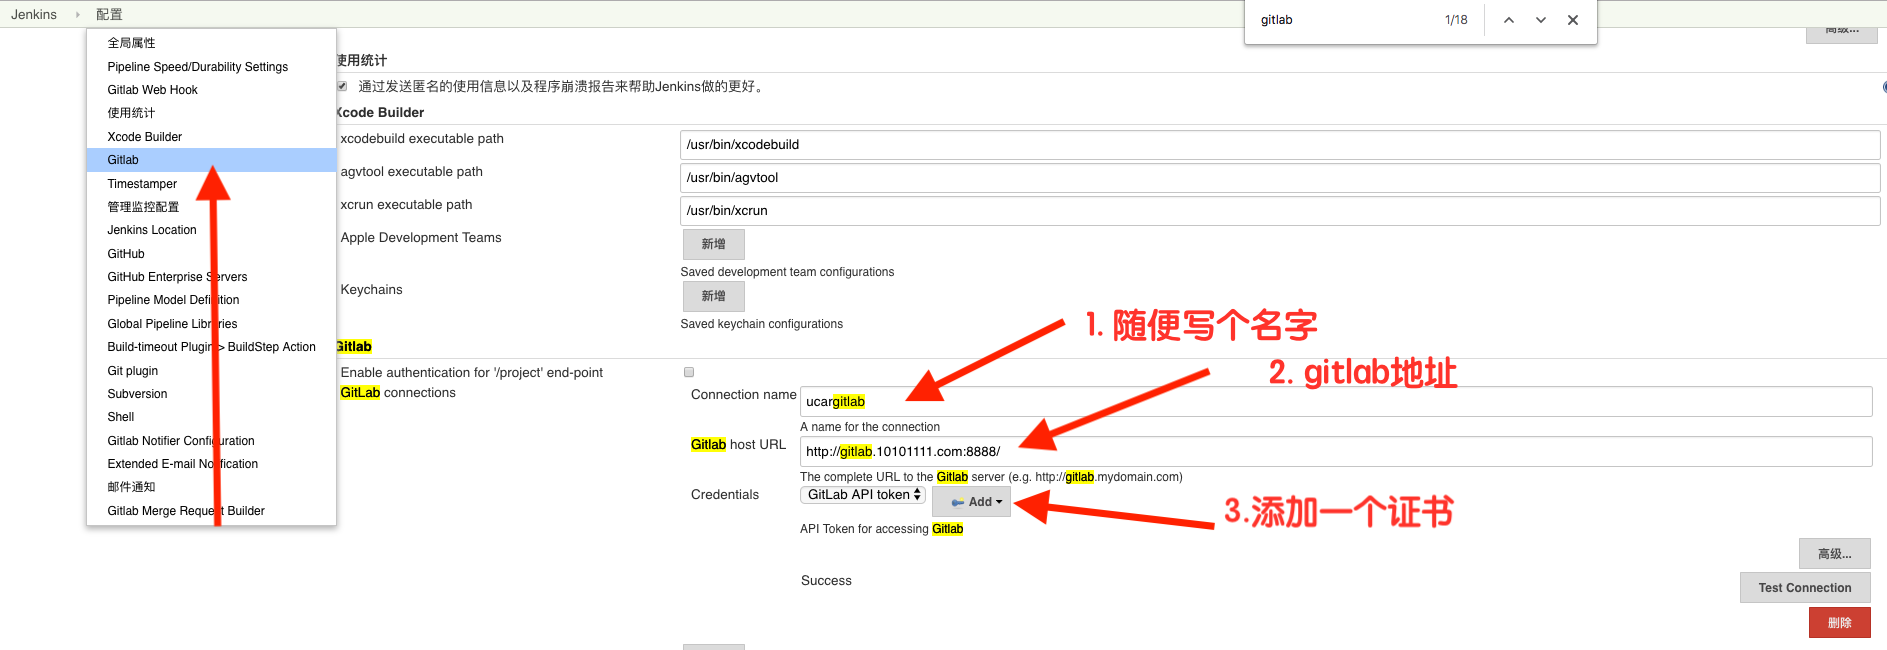 Jenkins › 配置
gitlab 1/18
高级...
全局属性
Pipeline Speed/Durability Settings
Gitlab Web Hook
使用统计
Xcode Builder
Gitlab
Timestamper
管理监控配置
Jenkins Location
GitHub
GitHub Enterprise Servers
Pipeline Model Definition
Global Pipeline Libraries
Build-timeout Plugin > BuildStep Action
Git plugin
Subversion
Shell
Gitlab Notifier Configuration
Extended E-mail Notification
邮件通知
Gitlab Merge Request Builder
使用统计
通过发送匿名的使用信息以及程序崩溃报告来帮助Jenkins做的更好。
Xcode Builder
xcodebuild executable path /usr/bin/xcodebuild
agvtool executable path /usr/bin/agvtool
xcrun executable path /usr/bin/xcrun
Apple Development Teams 新增
Saved development team configurations
Keychains 新增
Saved keychain configurations
1. 随便写个名字
Gitlab
Enable authentication for '/project' end-point
2. gitlab地址
GitLab connections
Connection name ucargitlab
A name for the connection
Gitlab host URL http://gitlab.10101111.com:8888/
The complete URL to the Gitlab server (e.g. http://gitlab.mydomain.com)
Credentials GitLab API token Add
3.添加一个证书
API Token for accessing Gitlab
高级...
Success
Test Connection
删除